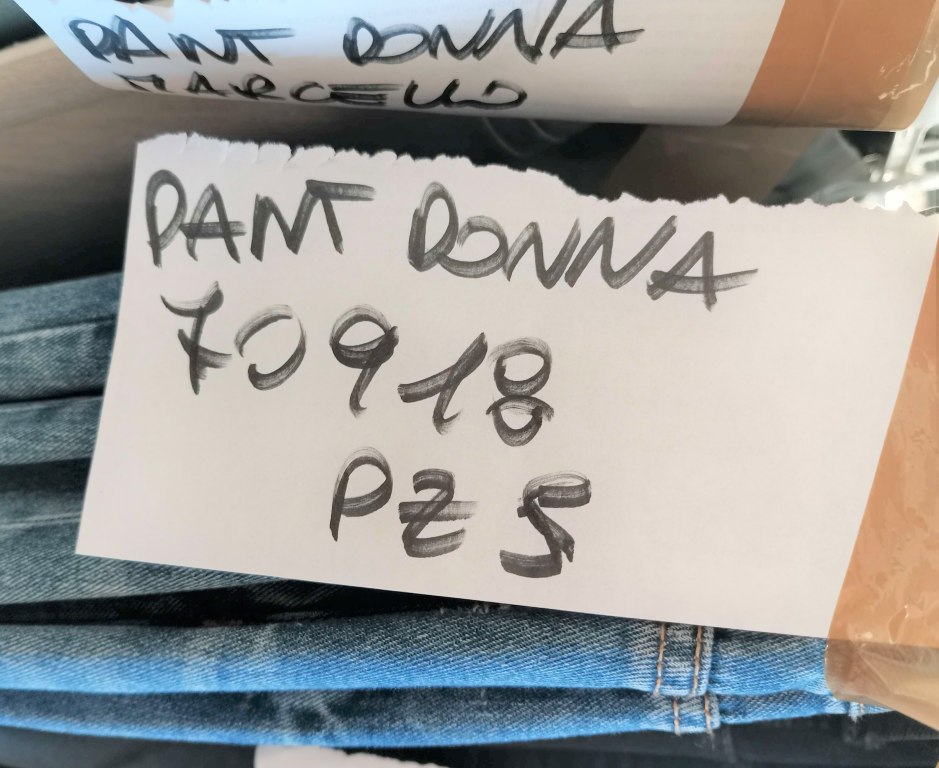 PANT DONNA
MARCELLO
PANT DONNA
70918
PZ 5